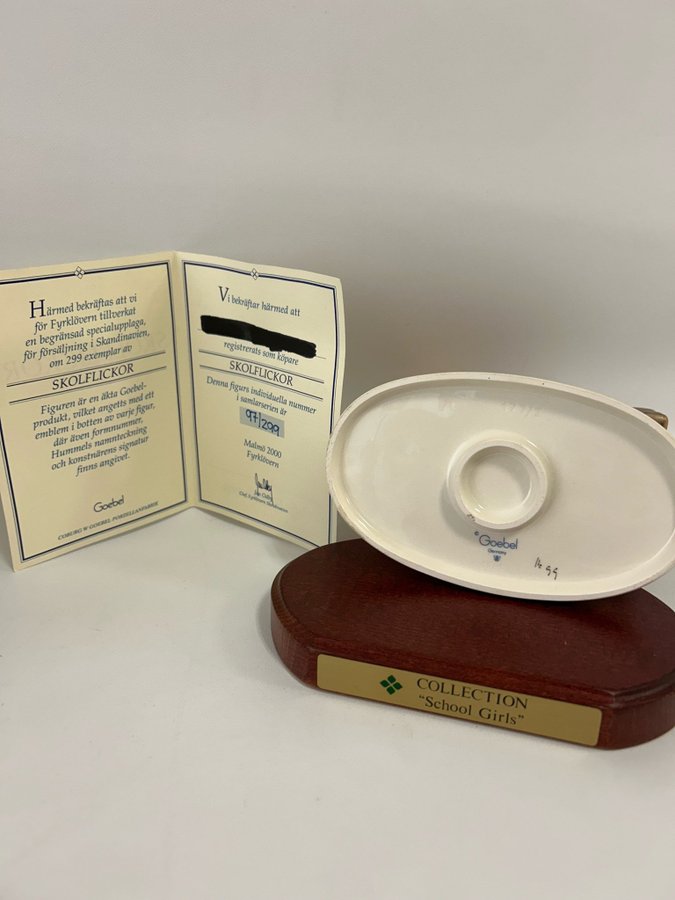 Härmed bekräftas att vi
för Fyrklövern tillverkat
en begränsad specialupplaga,
för försäljning i Skandinavien,
om 299 exemplar av
SKOLFLICKOR
Figuren är en äkta Goebel-
produkt, vilket angetts med ett
emblem i botten av varje figur,
där även formnummer,
Hummels namnteckning
och konstnärens signatur
finns angivet.
Goebel
COBURG W GOEBEL PORZELLANFABRIK
Vi bekräftar härmed att
registrerats som köpare
SKOLFLICKOR
Denna figurs individuella nummer
i samlarserien är
97/299
Malmö 2000
Fyrklövern
© Goebel
Germany
COLLECTION
"School Girls"